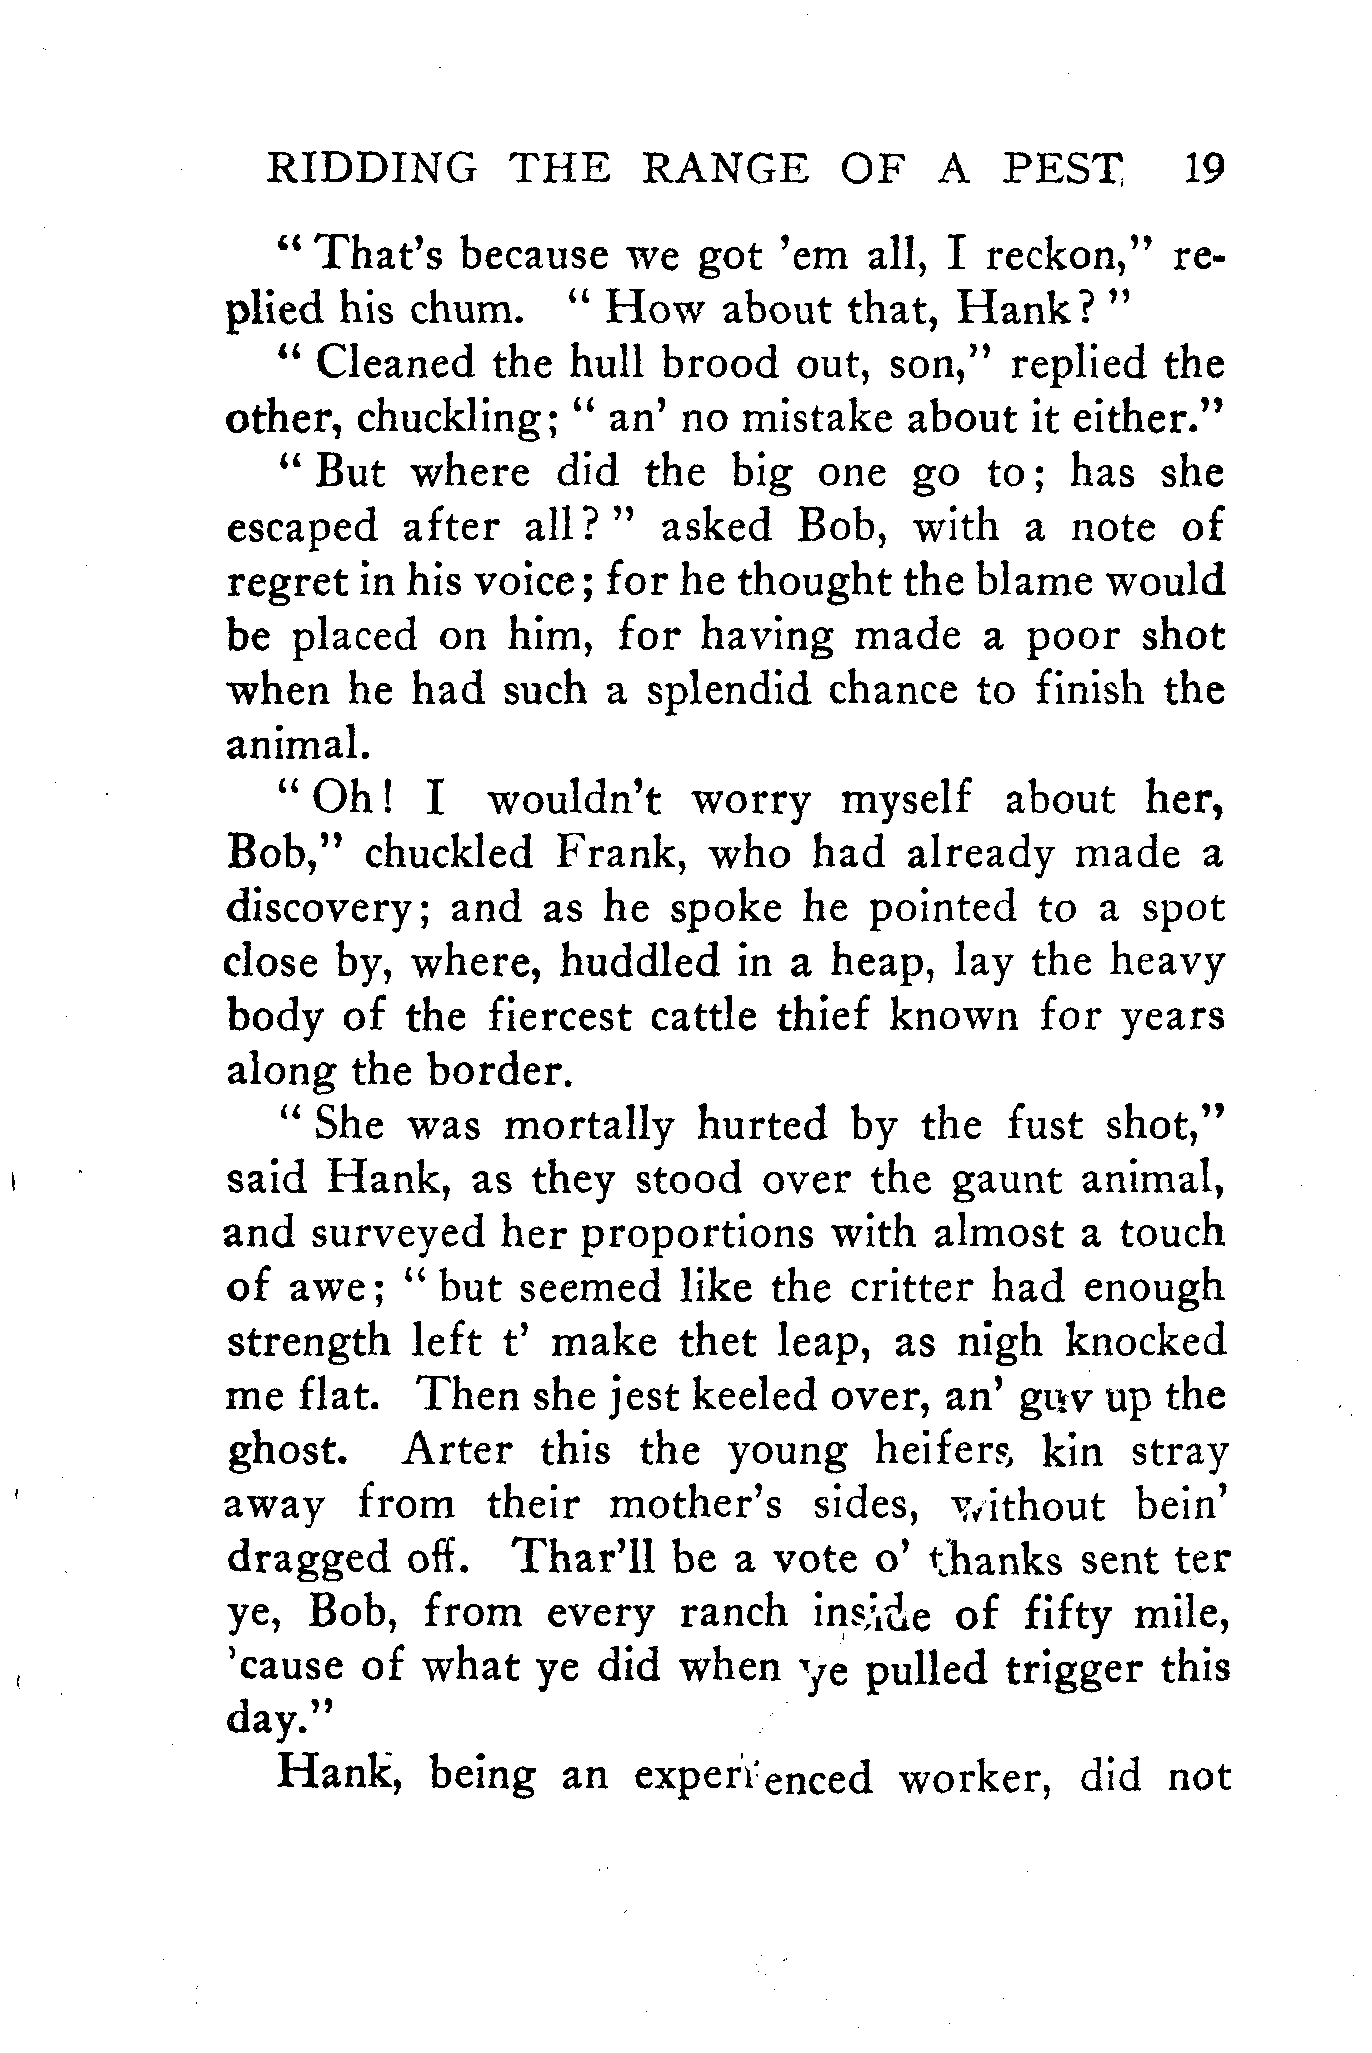 RIDDING THE RANGE OF A PEST 19
“ That's because we got 'em all, I reckon,” re-
plied his chum. “ How about that, Hank? ”
“ Cleaned the hull brood out, son,” replied the
other, chuckling; “ an' no mistake about it either.”
“ But where did the big one go to; has she
escaped after all? ” asked Bob, with a note of
regret in his voice; for he thought the blame would
be placed on him, for having made a poor shot
when he had such a splendid chance to finish the
animal.
“ Oh! I wouldn't worry myself about her,
Bob,” chuckled Frank, who had already made a
discovery; and as he spoke he pointed to a spot
close by, where, huddled in a heap, lay the heavy
body of the fiercest cattle thief known for years
along the border.
“ She was mortally hurted by the fust shot,”
said Hank, as they stood over the gaunt animal,
and surveyed her proportions with almost a touch
of awe; “ but seemed like the critter had enough
strength left t' make thet leap, as nigh knocked
me flat. Then she jest keeled over, an' guv up the
ghost. Arter this the young heifers, kin stray
away from their mother's sides, without bein'
dragged off. Thar'll be a vote o' thanks sent ter
ye, Bob, from every ranch inside of fifty mile,
'cause of what ye did when ye pulled trigger this
day.”
Hank, being an experienced worker, did not